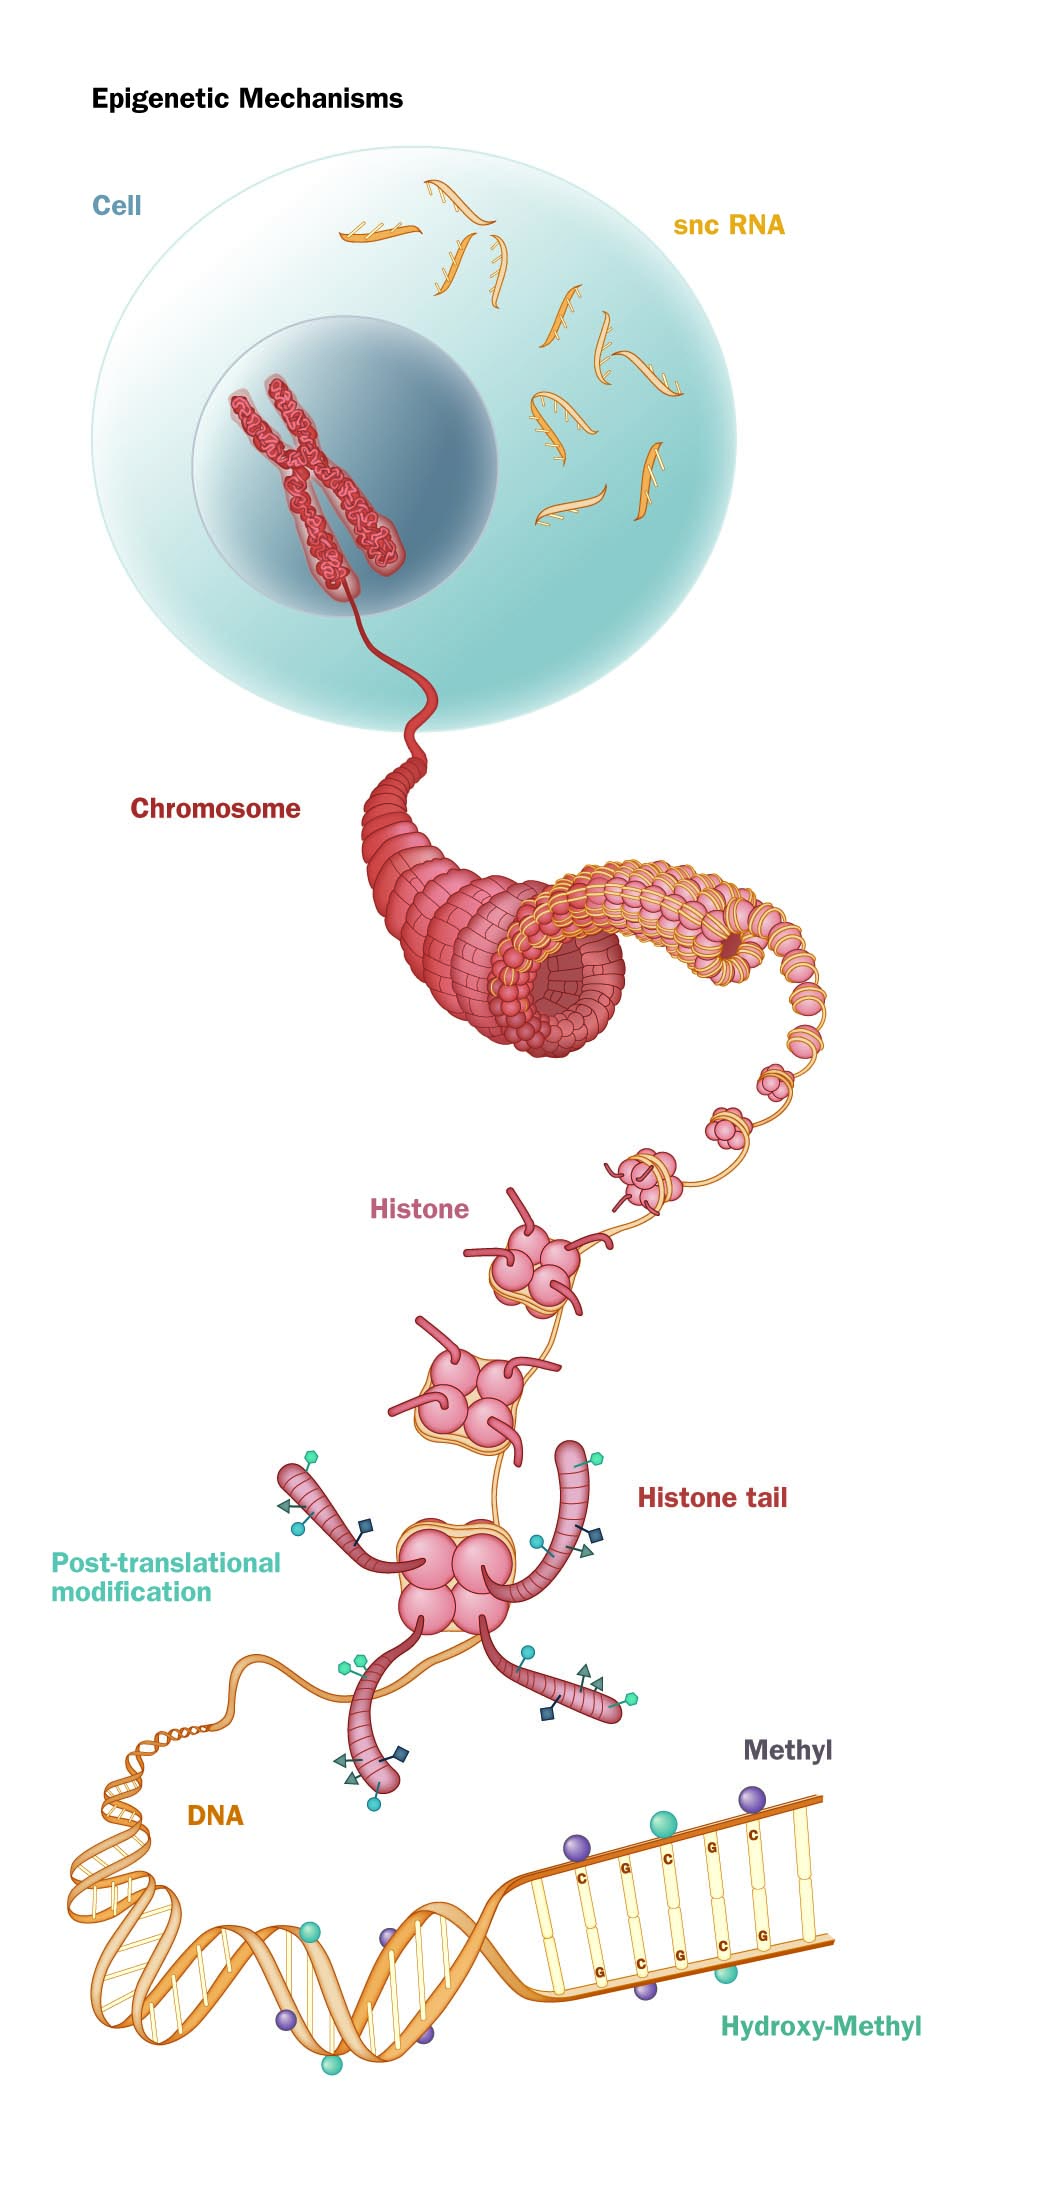 Epigenetic Mechanisms
Cell
snc RNA
Chromosome
Histone
Histone tail
Post-translational
modification
Methyl
DNA
C
G
C
G
C
G
C
G
C
G
Hydroxy-Methyl